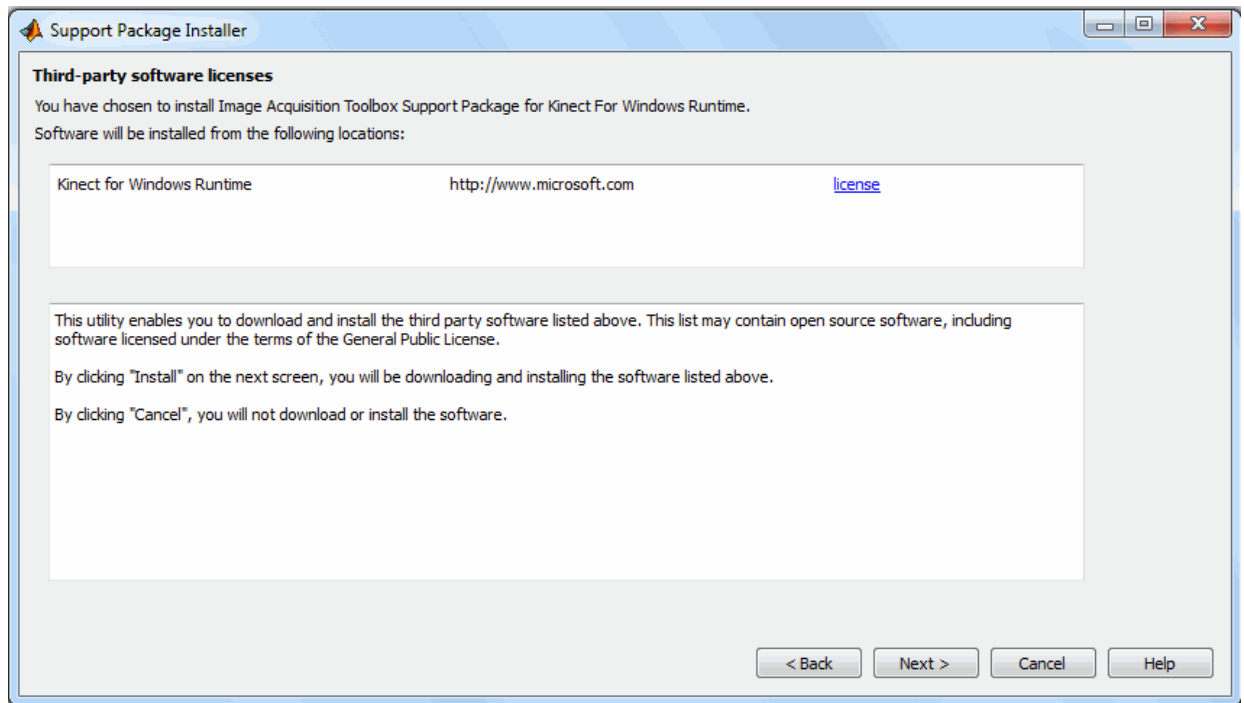 Support Package Installer
Third-party software licenses
You have chosen to install Image Acquisition Toolbox Support Package for Kinect For Windows Runtime.
Software will be installed from the following locations:
Kinect for Windows Runtime http://www.microsoft.com license
This utility enables you to download and install the third party software listed above. This list may contain open source software, including
software licensed under the terms of the General Public License.
By clicking "Install" on the next screen, you will be downloading and installing the software listed above.
By clicking "Cancel", you will not download or install the software.
< Back Next > Cancel Help